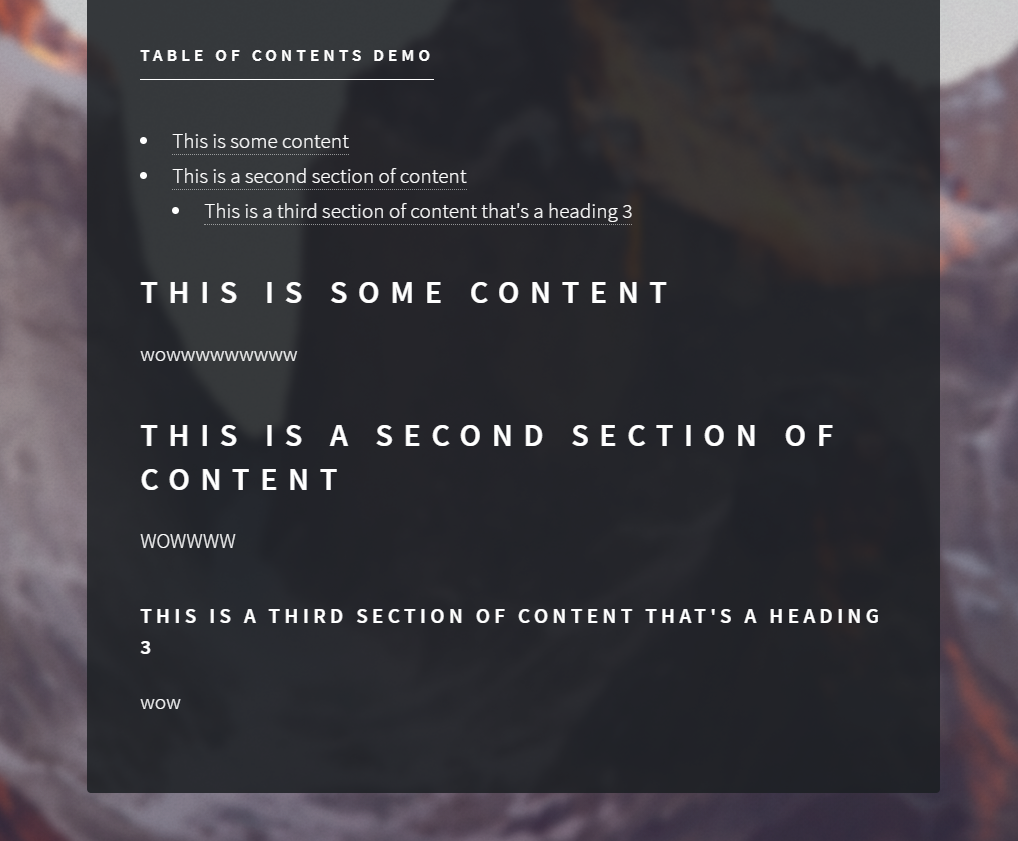 TABLE OF CONTENTS DEMO
This is some content
This is a second section of content
This is a third section of content that's a heading 3
THIS IS SOME CONTENT
wowwwwwwwwww
THIS IS A SECOND SECTION OF
CONTENT
WOWWWW
THIS IS A THIRD SECTION OF CONTENT THAT'S A HEADING
3
wow